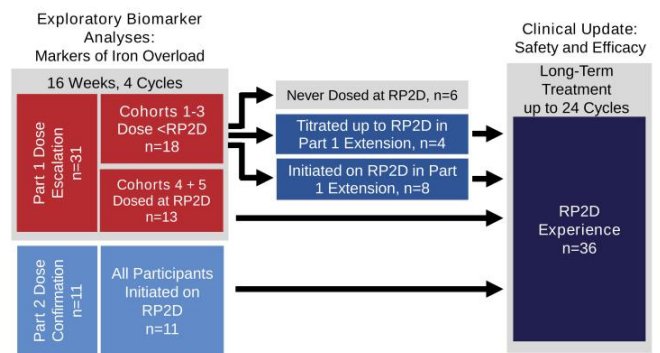 Exploratory Biomarker
Analyses:
Markers of Iron Overload
16 Weeks, 4 Cycles
Part 1 Dose
Escalation
n=31
Cohorts 1-3
Dose <RP2D
n=18
Cohorts 4 + 5
Dosed at RP2D
n=13
Part 2 Dose
Confirmation
n=11
All Participants
Initiated on
RP2D
n=11
Never Dosed at RP2D, n=6
Titrated up to RP2D in
Part 1 Extension, n=4
Initiated on RP2D in Part
1 Extension, n=8
Clinical Update:
Safety and Efficacy
Long-Term
Treatment
up to 24 Cycles
RP2D
Experience
n=36